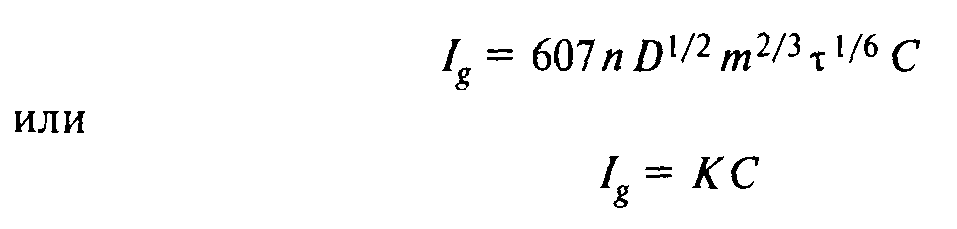 I_g = 607 n D^{1/2} m^{2/3} τ^{1/6} C
или
I_g = K C